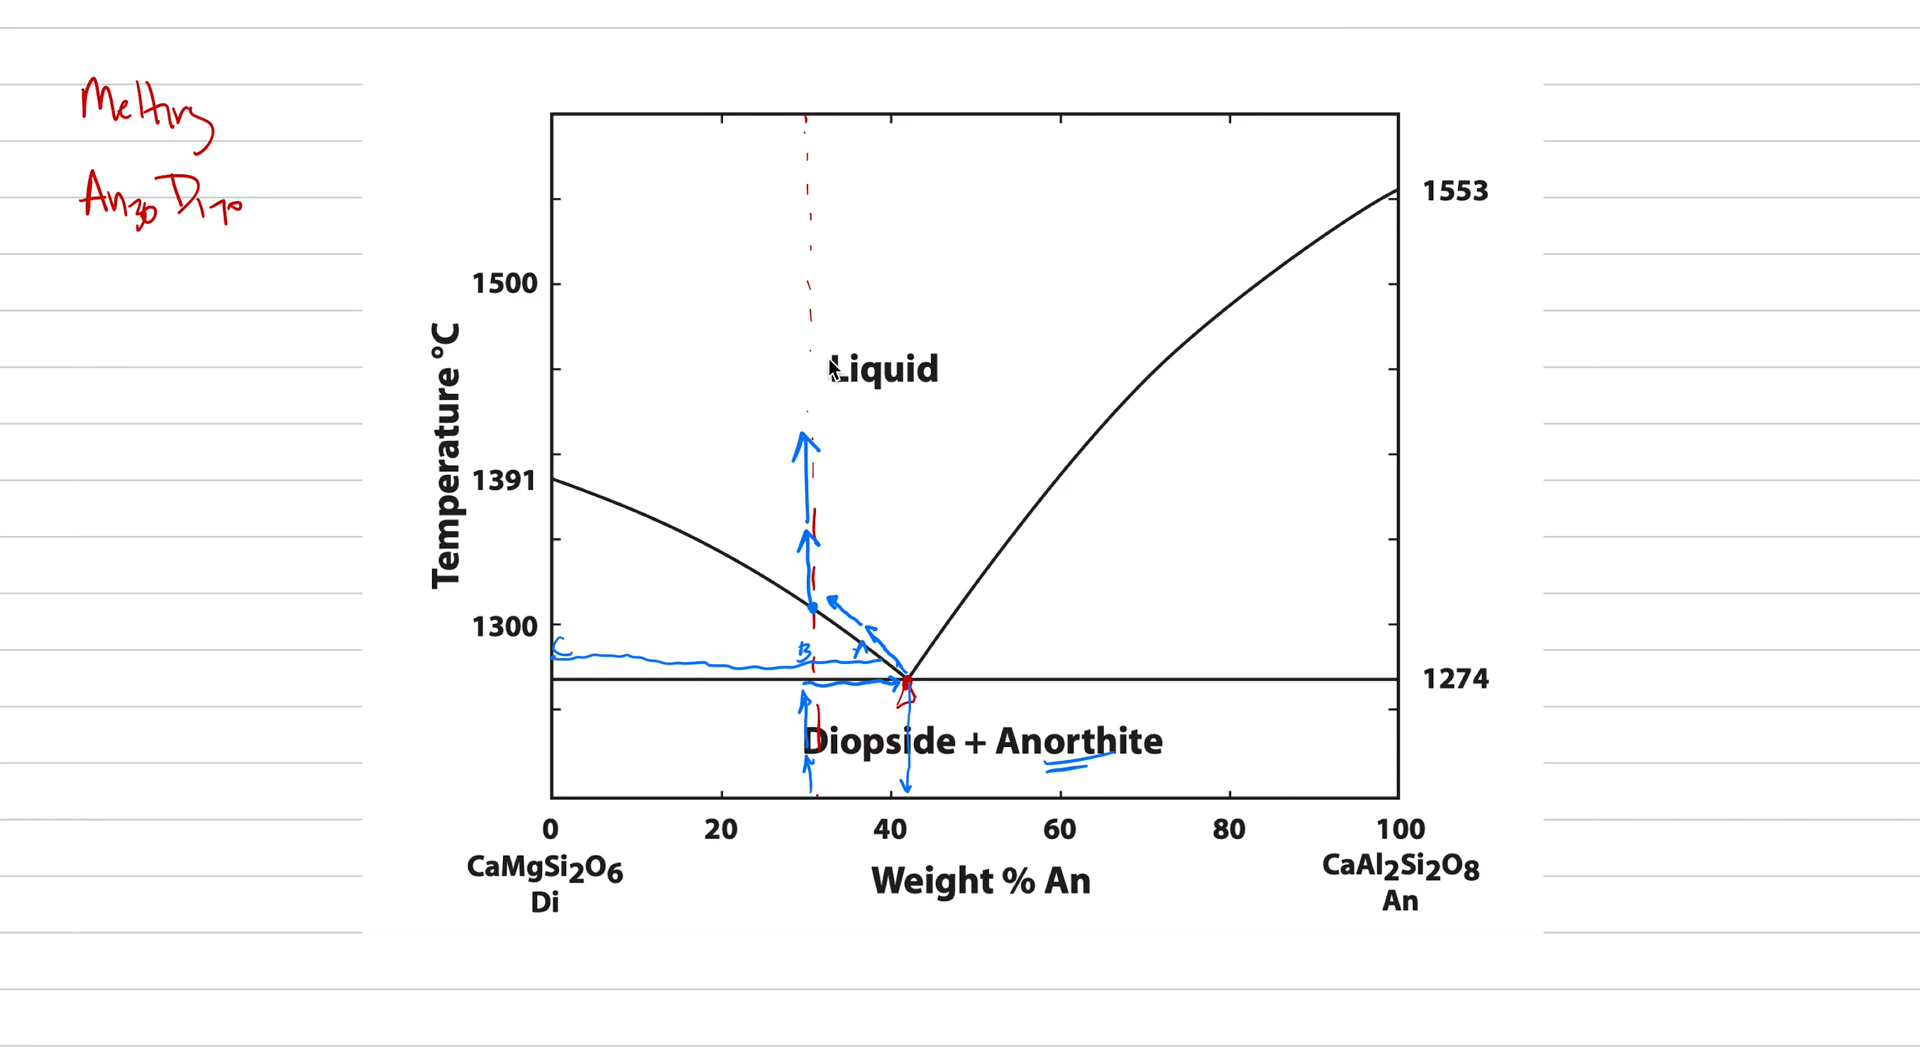 Melting
An30 Di70
1553
1500
Temperature °C
Liquid
1391
1300
C
B
A
1274
Diopside + Anorthite
0 20 40 60 80 100
CaMgSi2O6
Weight % An
CaAl2Si2O8
Di
An